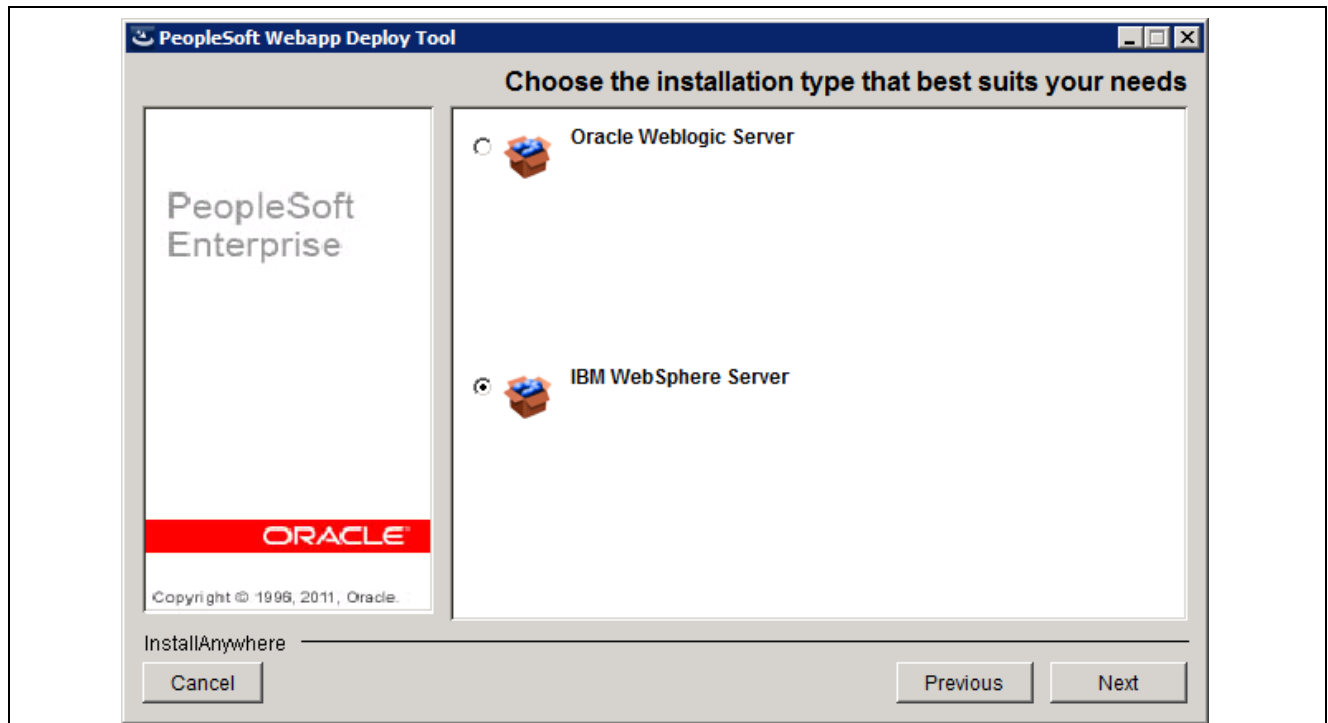 PeopleSoft Webapp Deploy Tool
Choose the installation type that best suits your needs
PeopleSoft
Enterprise
ORACLE
Copyright © 1996, 2011, Oracle.
Oracle Weblogic Server
IBM WebSphere Server
InstallAnywhere
Cancel
Previous
Next